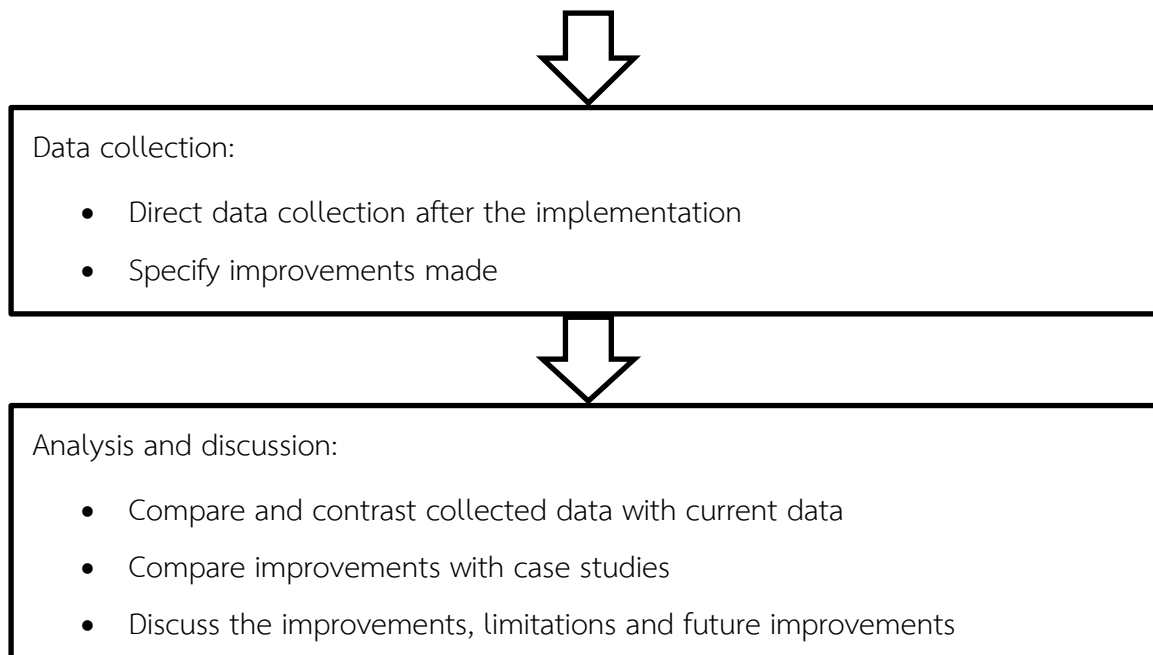 Data collection:
• Direct data collection after the implementation
• Specify improvements made
Analysis and discussion:
• Compare and contrast collected data with current data
• Compare improvements with case studies
• Discuss the improvements, limitations and future improvements